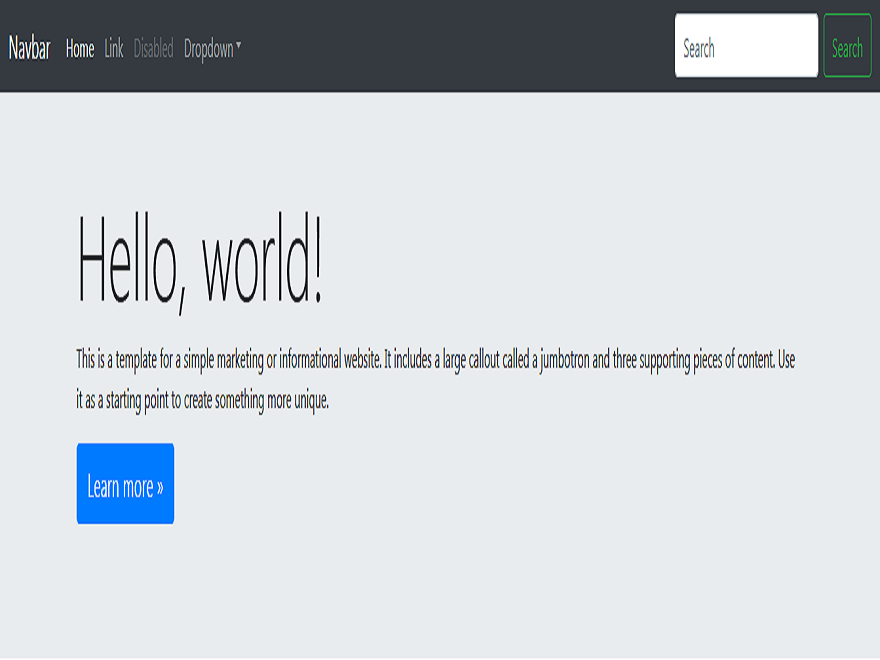 Navbar Home Link Disabled Dropdown Search Search
Hello, world!
This is a template for a simple marketing or informational website. It includes a large callout called a jumbotron and three supporting pieces of content. Use
it as a starting point to create something more unique.
Learn more »